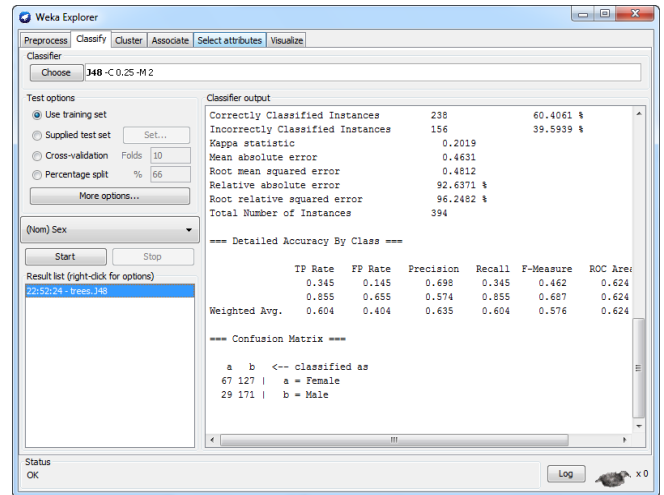 Weka Explorer
Preprocess Classify Cluster Associate Select attributes Visualize
Classifier
Choose J48 -C 0.25 -M 2
Test options
Use training set
Supplied test set Set...
Cross-validation Folds 10
Percentage split % 66
More options...
(Nom) Sex
Start Stop
Result list (right-click for options)
22:52:24 - trees.J48
Classifier output
Correctly Classified Instances 238 60.4061 %
Incorrectly Classified Instances 156 39.5939 %
Kappa statistic 0.2019
Mean absolute error 0.4631
Root mean squared error 0.4812
Relative absolute error 92.6371 %
Root relative squared error 96.2482 %
Total Number of Instances 394
=== Detailed Accuracy By Class ===
TP Rate FP Rate Precision Recall F-Measure ROC Area
0.345 0.145 0.698 0.345 0.462 0.624
0.855 0.655 0.574 0.855 0.687 0.624
Weighted Avg. 0.604 0.404 0.635 0.604 0.576 0.624
=== Confusion Matrix ===
a b <-- classified as
67 127 | a = Female
29 171 | b = Male
Status
OK
Log x 0